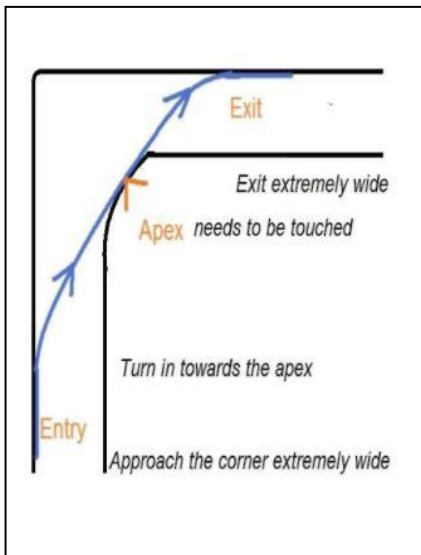 Exit
Exit extremely wide
Apex needs to be touched
Turn in towards the apex
Entry
Approach the corner extremely wide